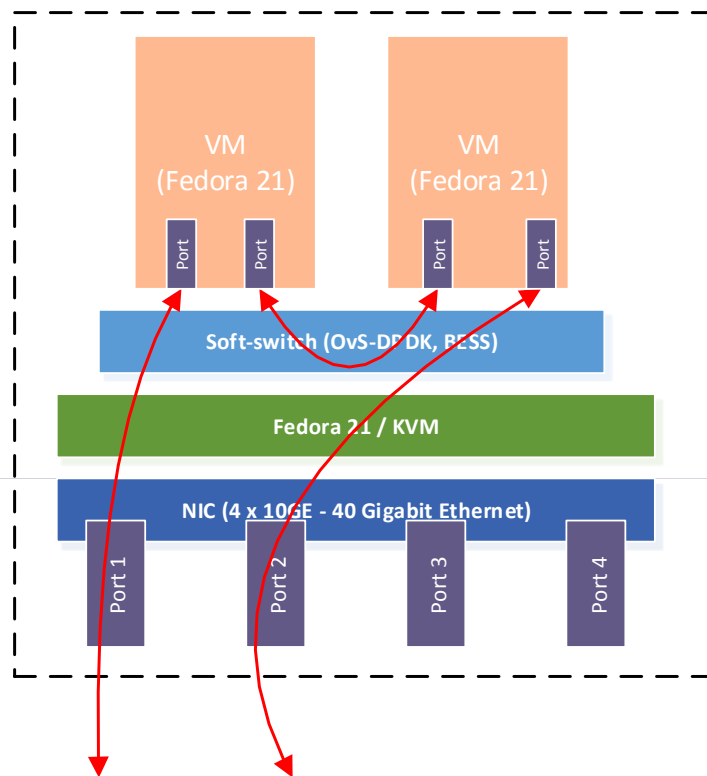 VM
(Fedora 21)
VM
(Fedora 21)
Port
Port
Port
Port
Soft-switch (OvS-DPDK, BESS)
Fedora 21 / KVM
NIC (4 x 10GE - 40 Gigabit Ethernet)
Port 1
Port 2
Port 3
Port 4